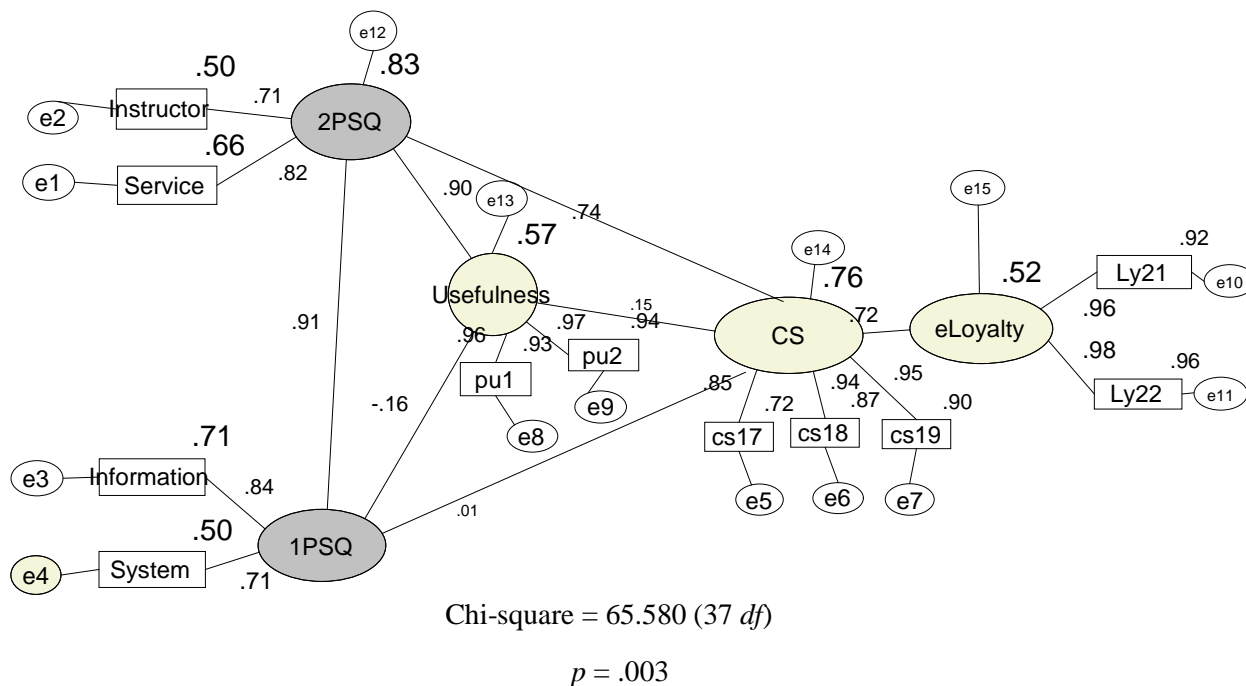 e12
.50
.83
Instructor
.71
e2
2PSQ
.66
e1
Service
.82
.90
e13
.74
e15
.57
e14
.76
.92
.52
Ly21
e10
Usefulness
.15
.94
.72
.96
.91
.96
.97
CS
eLoyalty
.93
pu2
.98
pu1
.85
.94
.95
.96
Ly22
e11
-.16
e9
.72
.87
.90
e8
cs17
cs18
cs19
.71
e3
Information
.84
e5
e6
e7
.01
.50
1PSQ
e4
System
.71
Chi-square = 65.580 (37 df)
p = .003